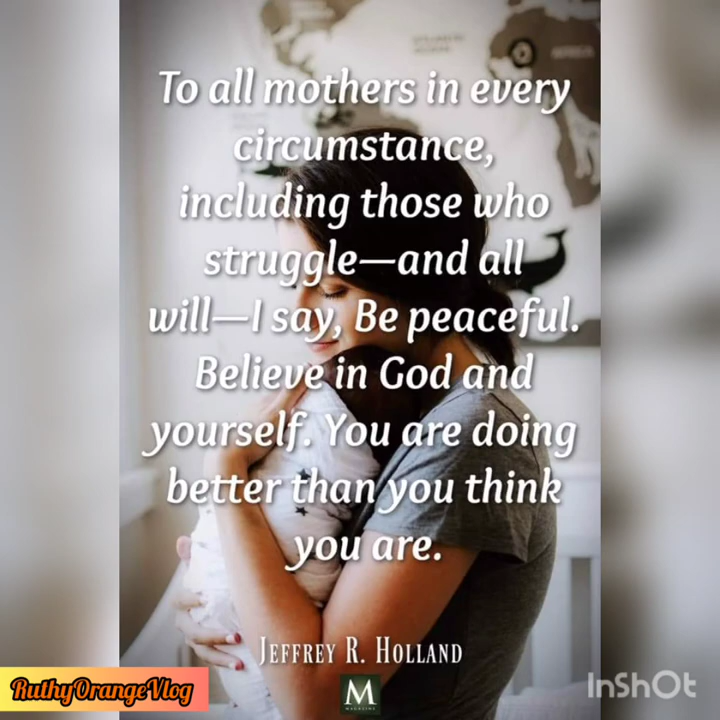 To all mothers in every
circumstance,
including those who
struggle—and all
will—I say, Be peaceful.
Believe in God and
yourself. You are doing
better than you think
you are.
JEFFREY R. HOLLAND
M
MAGAZINE
RuthyOrangeVlog
InShOt